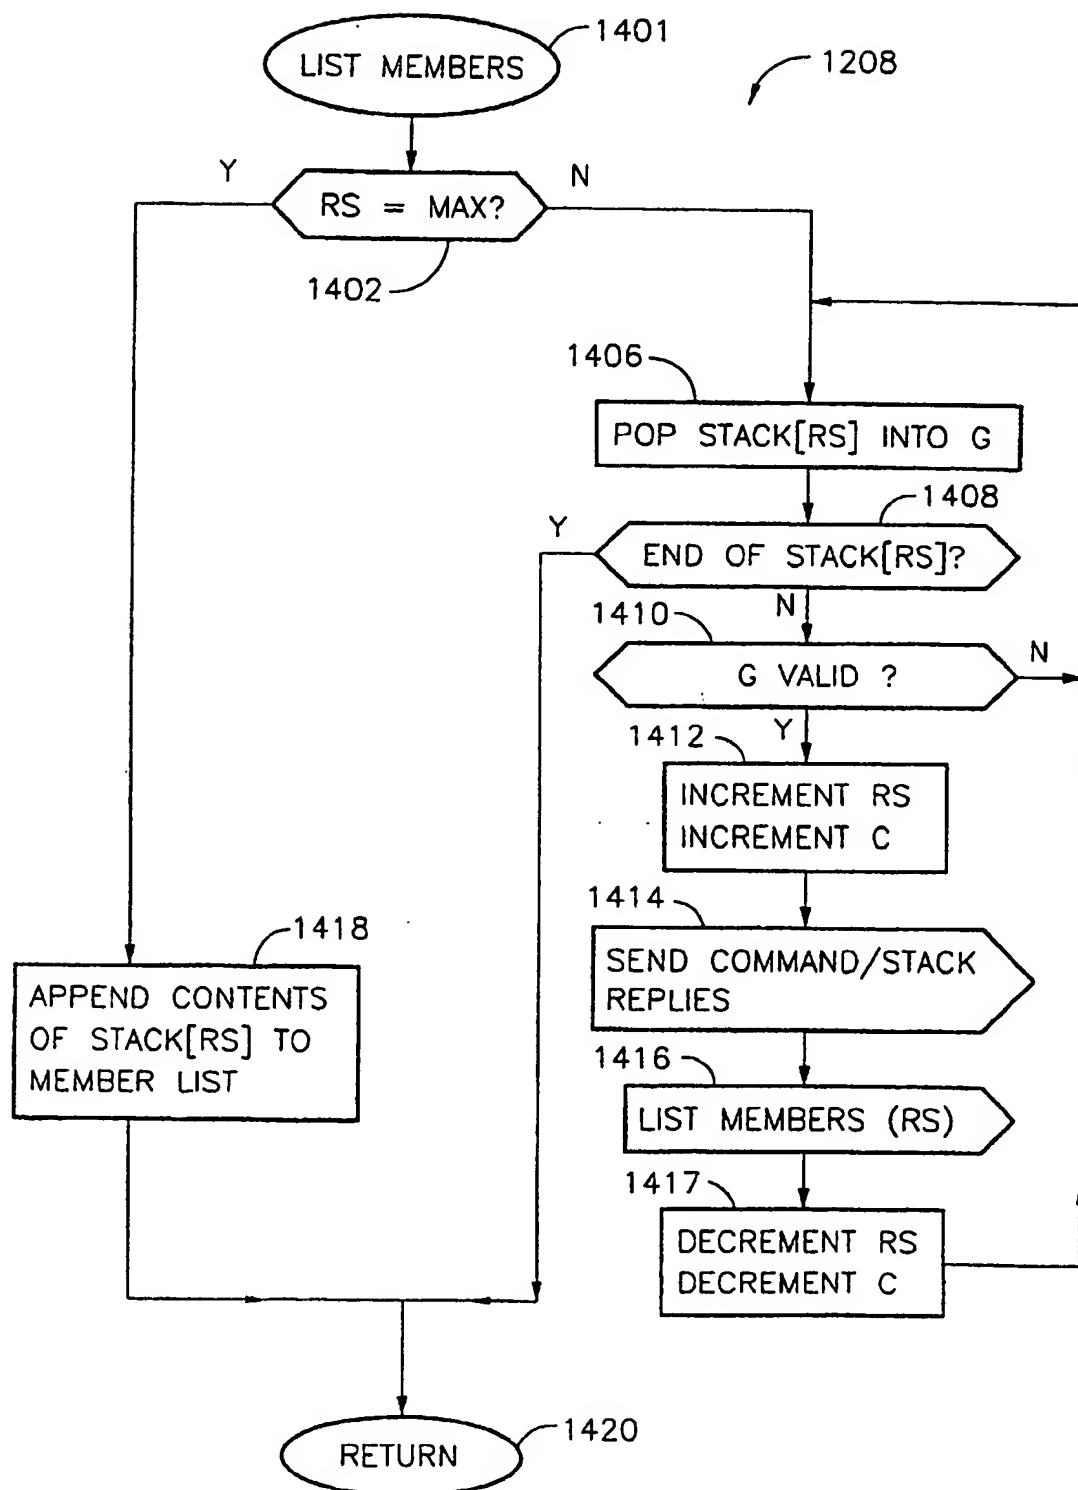 1401
LIST MEMBERS
1208
Y
N
RS = MAX?
1402
1406
POP STACK[RS] INTO G
1408
Y
END OF STACK[RS]?
N
1410
N
G VALID ?
Y
1412
INCREMENT RS
INCREMENT C
1414
SEND COMMAND/STACK
REPLIES
1418
APPEND CONTENTS
OF STACK[RS] TO
MEMBER LIST
1416
LIST MEMBERS (RS)
1417
DECREMENT RS
DECREMENT C
1420
RETURN